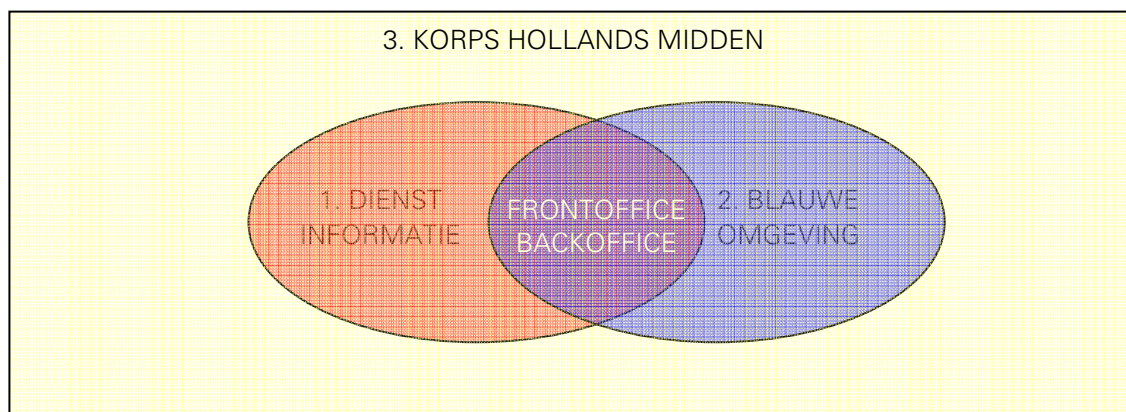 3. KORPS HOLLANDS MIDDEN
1. DIENST
INFORMATIE
FRONTOFFICE
BACKOFFICE
2. BLAUWE
OMGEVING